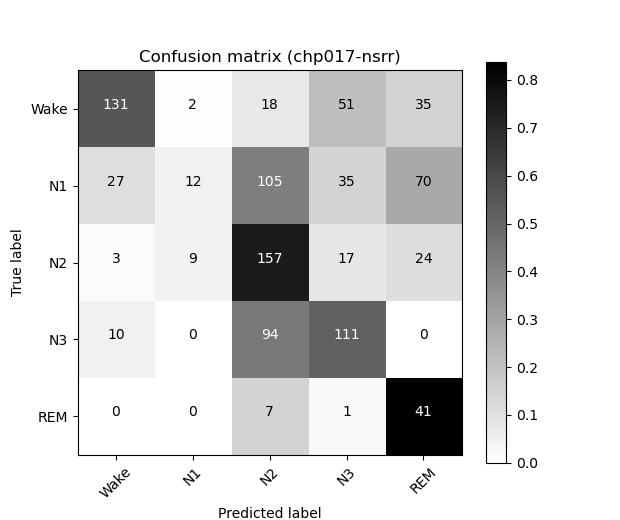 Confusion matrix (chp017-nsrr)
Wake 131 2 18 51 35
N1 27 12 105 35 70
N2 3 9 157 17 24
N3 10 0 94 111 0
REM 0 0 7 1 41
Wake N1 N2 N3 REM
Predicted label
True label
0.8
0.7
0.6
0.5
0.4
0.3
0.2
0.1
0.0